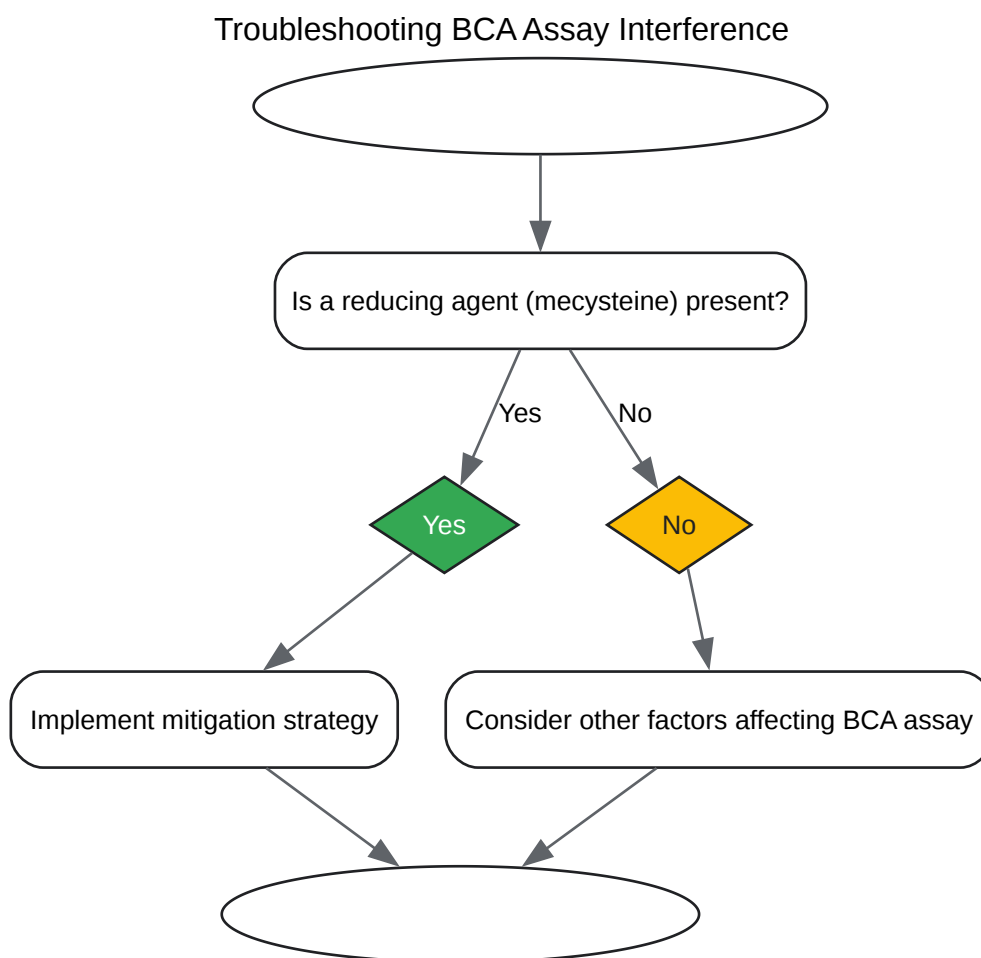 Troubleshooting BCA Assay Interference
Is a reducing agent (mecysteine) present?
Yes
No
Yes
No
Implement mitigation strategy
Consider other factors affecting BCA assay